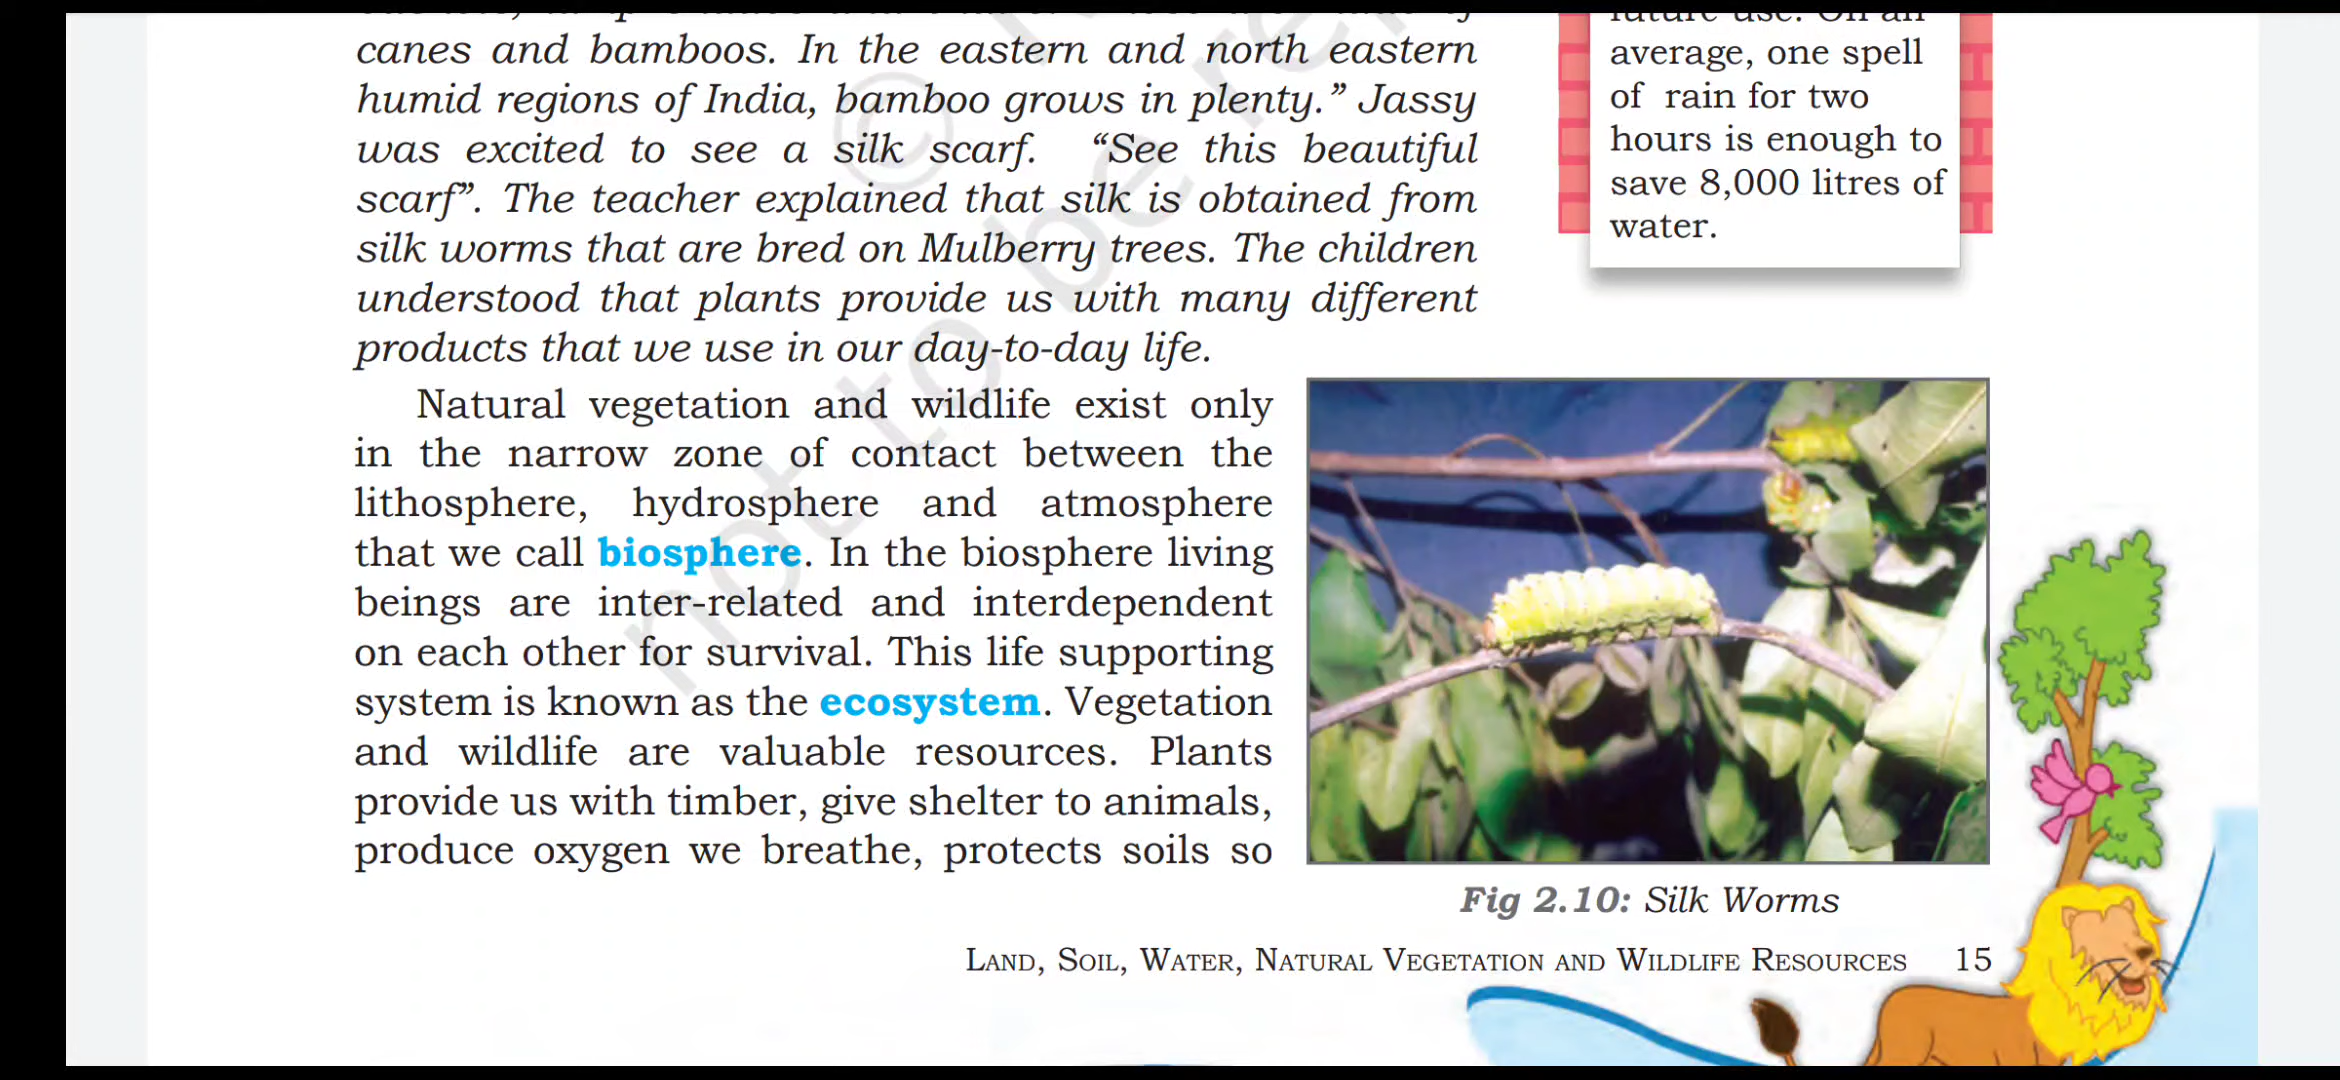 canes and bamboos. In the eastern and north eastern
humid regions of India, bamboo grows in plenty.” Jassy
was excited to see a silk scarf. “See this beautiful
scarf”. The teacher explained that silk is obtained from
silk worms that are bred on Mulberry trees. The children
understood that plants provide us with many different
products that we use in our day-to-day life.
future use. On an
average, one spell
of rain for two
hours is enough to
save 8,000 litres of
water.
Natural vegetation and wildlife exist only
in the narrow zone of contact between the
lithosphere, hydrosphere and atmosphere
that we call biosphere. In the biosphere living
beings are inter-related and interdependent
on each other for survival. This life supporting
system is known as the ecosystem. Vegetation
and wildlife are valuable resources. Plants
provide us with timber, give shelter to animals,
produce oxygen we breathe, protects soils so
Fig 2.10: Silk Worms
LAND, SOIL, WATER, NATURAL VEGETATION AND WILDLIFE RESOURCES 15
©
not to be